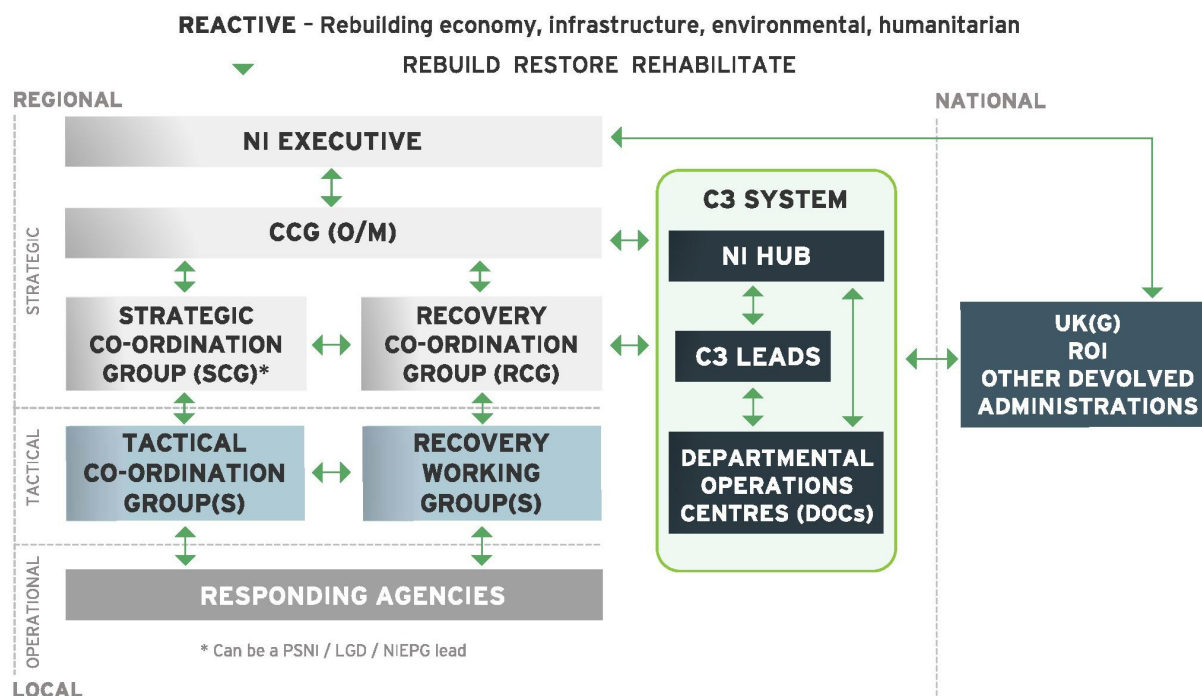 REACTIVE – Rebuilding economy, infrastructure, environmental, humanitarian
REBUILD RESTORE REHABILITATE
REGIONAL
NATIONAL
STRATEGIC
NI EXECUTIVE
CCG (O/M)
STRATEGIC
CO-ORDINATION
GROUP (SCG)*
RECOVERY
CO-ORDINATION
GROUP (RCG)
TACTICAL
TACTICAL
CO-ORDINATION
GROUP(S)
RECOVERY
WORKING
GROUP(S)
OPERATIONAL
RESPONDING AGENCIES
* Can be a PSNI / LGD / NIEPG lead
LOCAL
C3 SYSTEM
NI HUB
C3 LEADS
DEPARTMENTAL
OPERATIONS
CENTRES (DOCs)
UK(G)
ROI
OTHER DEVOLVED
ADMINISTRATIONS